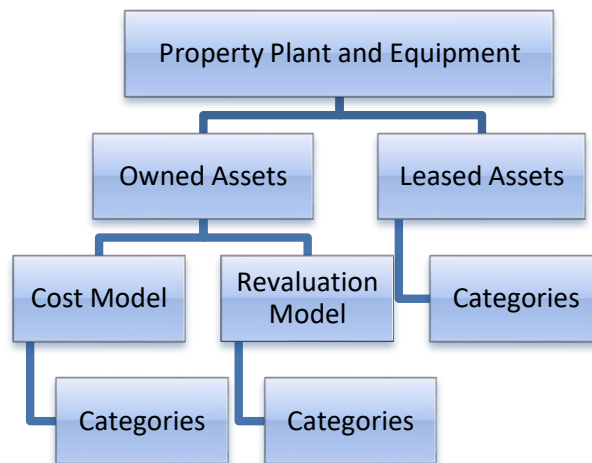 Property Plant and Equipment
Owned Assets
Leased Assets
Cost Model
Revaluation
Model
Categories
Categories
Categories